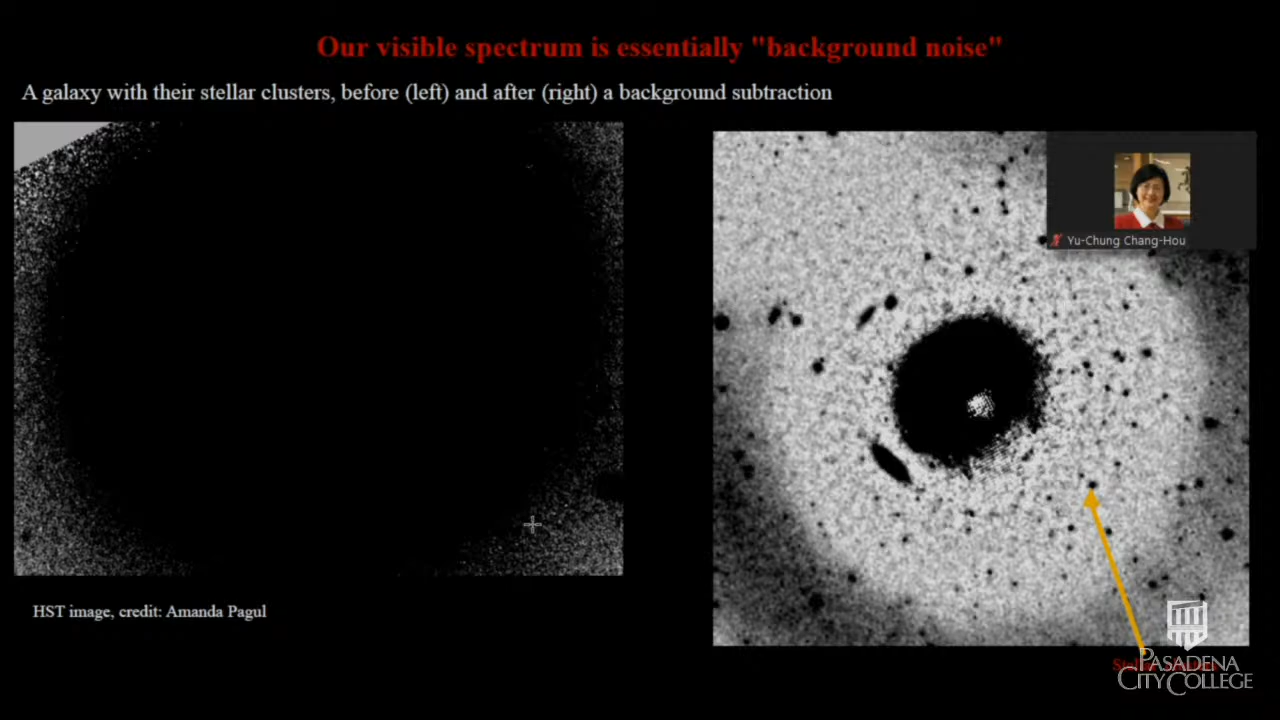 Our visible spectrum is essentially "background noise"
A galaxy with their stellar clusters, before (left) and after (right) a background subtraction
Yu-Chung Chang-Hou
HST image, credit: Amanda Pagul
PASADENA
CITY COLLEGE